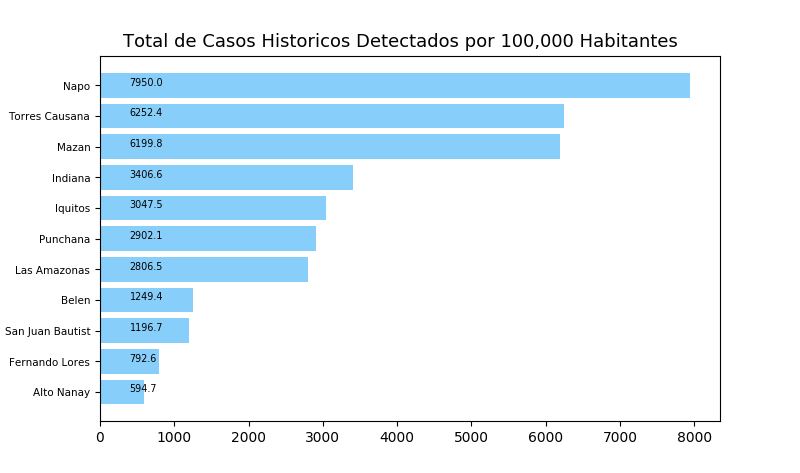 Total de Casos Historicos Detectados por 100,000 Habitantes
Napo 7950.0
Torres Causana 6252.4
Mazan 6199.8
Indiana 3406.6
Iquitos 3047.5
Punchana 2902.1
Las Amazonas 2806.5
Belen 1249.4
San Juan Bautist 1196.7
Fernando Lores 792.6
Alto Nanay 594.7
0 1000 2000 3000 4000 5000 6000 7000 8000